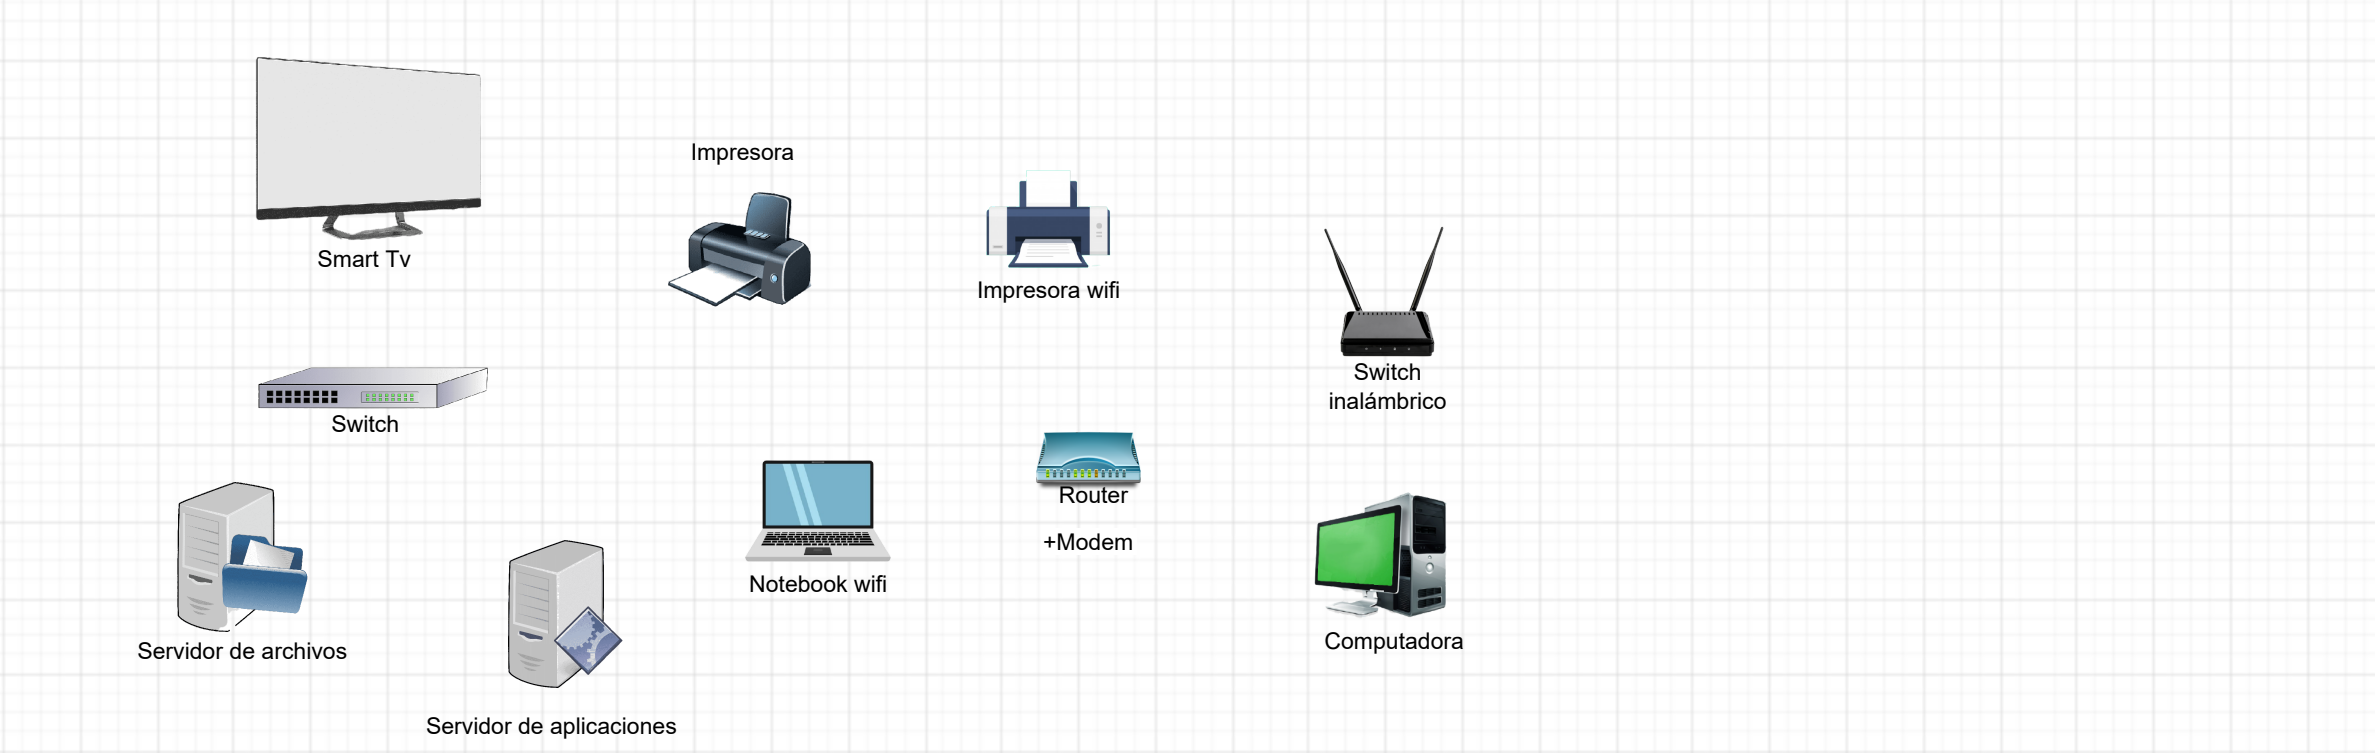 Impresora
Smart Tv
Impresora wifi
Switch
inalámbrico
Switch
Router
+Modem
Notebook wifi
Computadora
Servidor de archivos
Servidor de aplicaciones